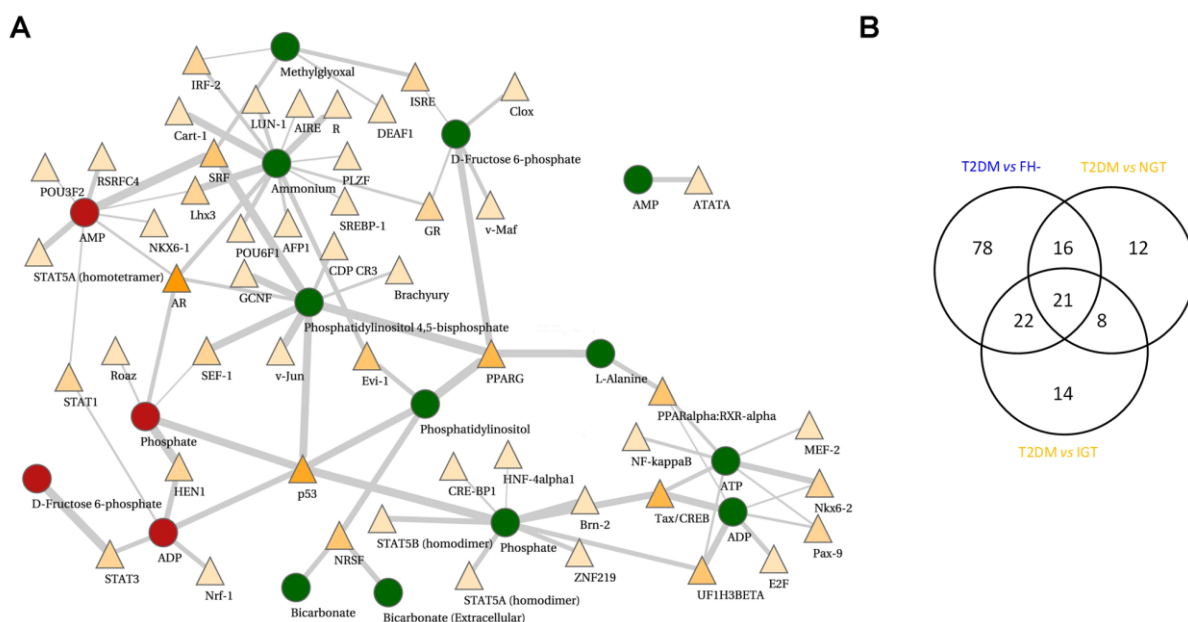 A
B
Methylglyoxal
IRF-2
ISRE
Clox
LUN-1
AIRE
R
DEAF1
Cart-1
D-Fructose 6-phosphate
T2DM vs FH-
T2DM vs NGT
POU3F2
RSRFC4
SRF
Ammonium
PLZF
AMP
ATATA
Lhx3
SREBP-1
GR
v-Maf
AMP
NKX6-1
POU6F1
AFP1
78
16
12
STAT5A (homotetramer)
CDP CR3
AR
GCNF
Brachyury
21
Phosphatidylinositol 4,5-bisphosphate
22
8
Roaz
SEF-1
v-Jun
Evi-1
PPARG
L-Alanine
14
STAT1
PPARalpha:RXR-alpha
Phosphate
Phosphatidylinositol
NF-kappaB
MEF-2
T2DM vs IGT
HEN1
p53
HNF-4alpha1
ATP
D-Fructose 6-phosphate
CRE-BP1
Nkx6-2
Brn-2
Tax/CREB
STAT5B (homodimer)
Phosphate
ADP
ADP
Pax-9
NRSF
ZNF219
STAT3
Nrf-1
E2F
UF1H3BETA
STAT5A (homodimer)
Bicarbonate
Bicarbonate (Extracellular)